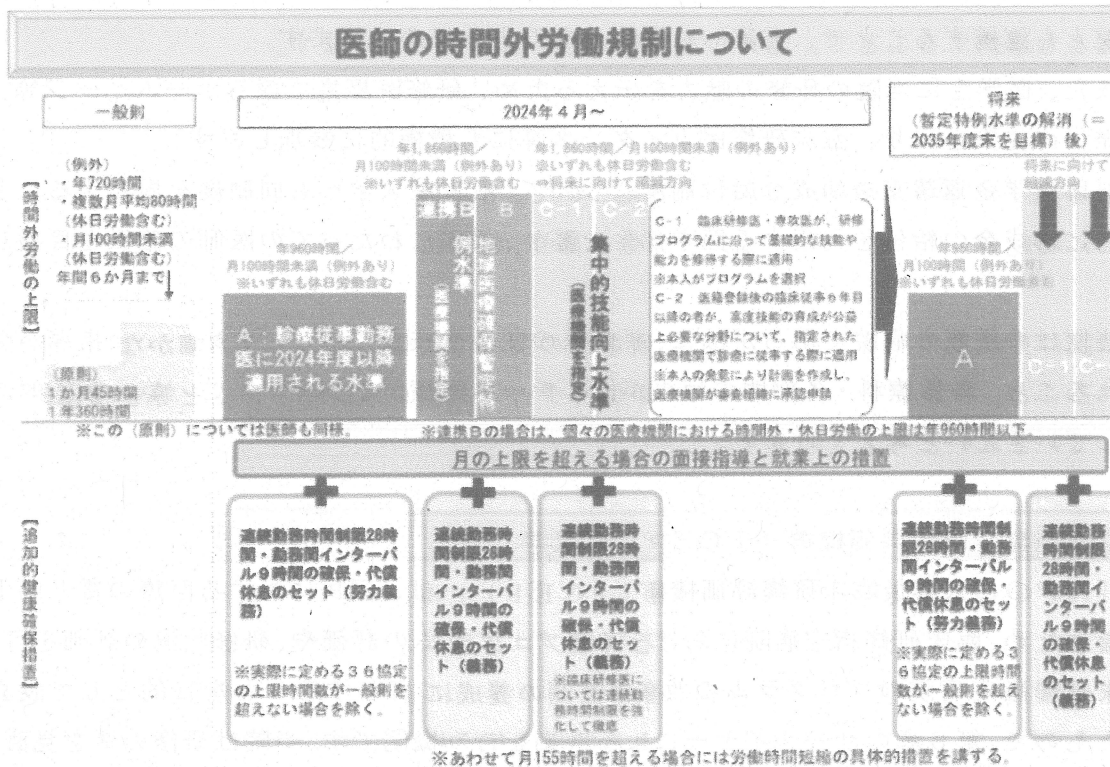 医師の時間外労働規制について
一般則
(例外)
・年720時間
・複数月平均80時間
(休日労働含む)
・月100時間未満
(休日労働含む)
年間6か月まで
(原則)
1か月45時間
1年360時間
【時間外労働の上限】
2024年4月~
年960時間/
月100時間未満(例外あり)
※いずれも休日労働含む
A:診療従事勤務
医に2024年度以降
適用される水準
年1,860時間/
月100時間未満(例外あり)
※いずれも休日労働含む
連携B
B
例水準
(医療機関を指定)
年1,860時間/月100時間未満(例外あり)
※いずれも休日労働含む
⇒将来に向けて縮減方向
C-1
C-2
集中的技能向上水準
(医療機関を指定)
C-1:臨床研修医・専攻医が、研修
プログラムに沿って基礎的な技能や
能力を修得する際に適用
※本人がプログラムを選択
C-2:医籍登録後の臨床従事6年目
以降の者が、高度技能の育成が公益
上必要な分野について、指定された
医療機関で診療に従事する際に適用
※本人の発意により計画を作成し、
医療機関が審査組織に承認申請
将来
(暫定特例水準の解消(=
2035年度末を目標)後)
将来に向けて
縮減方向
年960時間/
月100時間(例外あり)
※いずれも休日労働含む
A
C-1
C-
※この(原則)については医師も同様。
※連携Bの場合は、個々の医療機関における時間外・休日労働の上限は年960時間以下。
月の上限を超える場合の面接指導と就業上の措置
【追加的健康確保措置】
連続勤務時間制限28時
間・勤務間インターバ
ル9時間の確保・代償
休息のセット(努力義
務)
※実際に定める36協定
の上限時間数が一般則を
超えない場合を除く。
連続勤務時
間制限28時
間・勤務間
インターバ
ル9時間の
確保・代償
休息のセッ
ト(義務)
連続勤務時
間制限28時
間・勤務間
インターバ
ル9時間の
確保・代償
休息のセッ
ト(義務)
※臨床研修医に
ついては連続勤
務時間制限を強
化して徹底
連続勤務時間制
限28時間・勤務
間インターバル
9時間の確保・
代償休息のセッ
ト(努力義務)
※実際に定める3
6協定の上限時間
数が一般則を超え
ない場合を除く。
連続勤務時
間制限
28時間・
勤務間イ
ンターバ
ル9時間
の確保・代
償休息
のセット
(義務)
※あわせて月155時間を超える場合には労働時間短縮の具体的措置を講ずる。